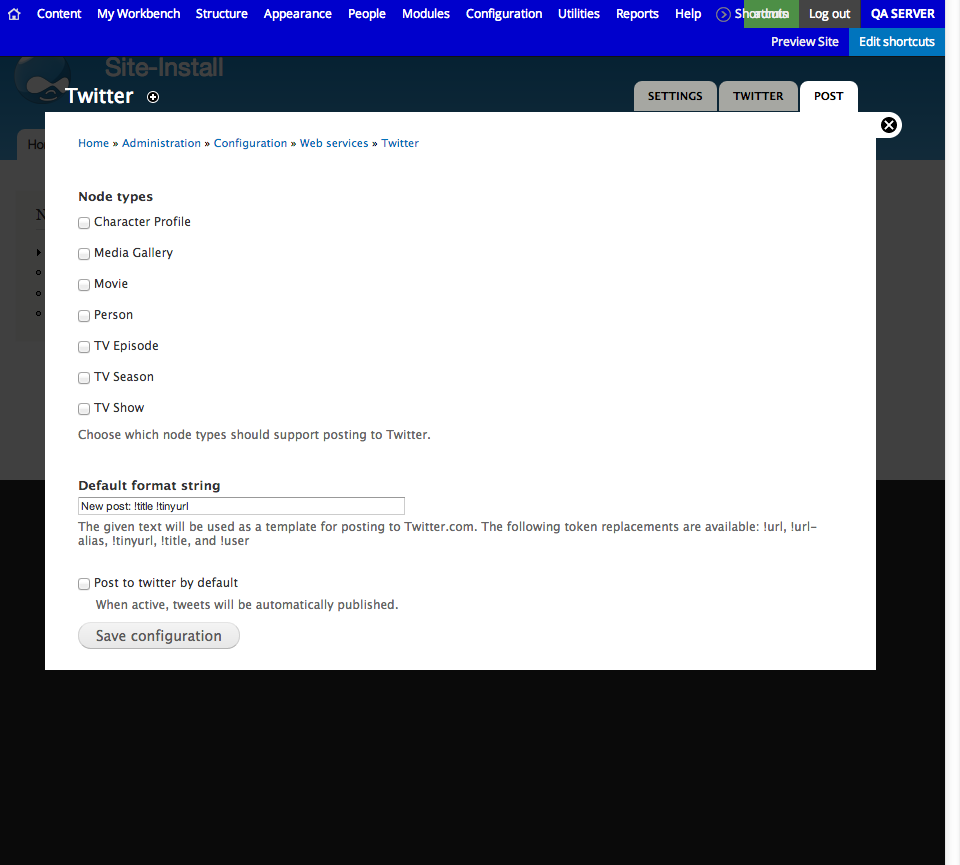 Content My Workbench Structure Appearance People Modules Configuration Utilities Reports Help Log out QA SERVER
Preview Site Edit shortcuts
Site-Install
Twitter
SETTINGS TWITTER POST
Home » Administration » Configuration » Web services » Twitter
Node types
Character Profile
Media Gallery
Movie
Person
TV Episode
TV Season
TV Show
Choose which node types should support posting to Twitter.
Default format string
New post: !title !tinyurl
The given text will be used as a template for posting to Twitter.com. The following token replacements are available: !url, !url-
alias, !tinyurl, !title, and !user
Post to twitter by default
When active, tweets will be automatically published.
Save configuration